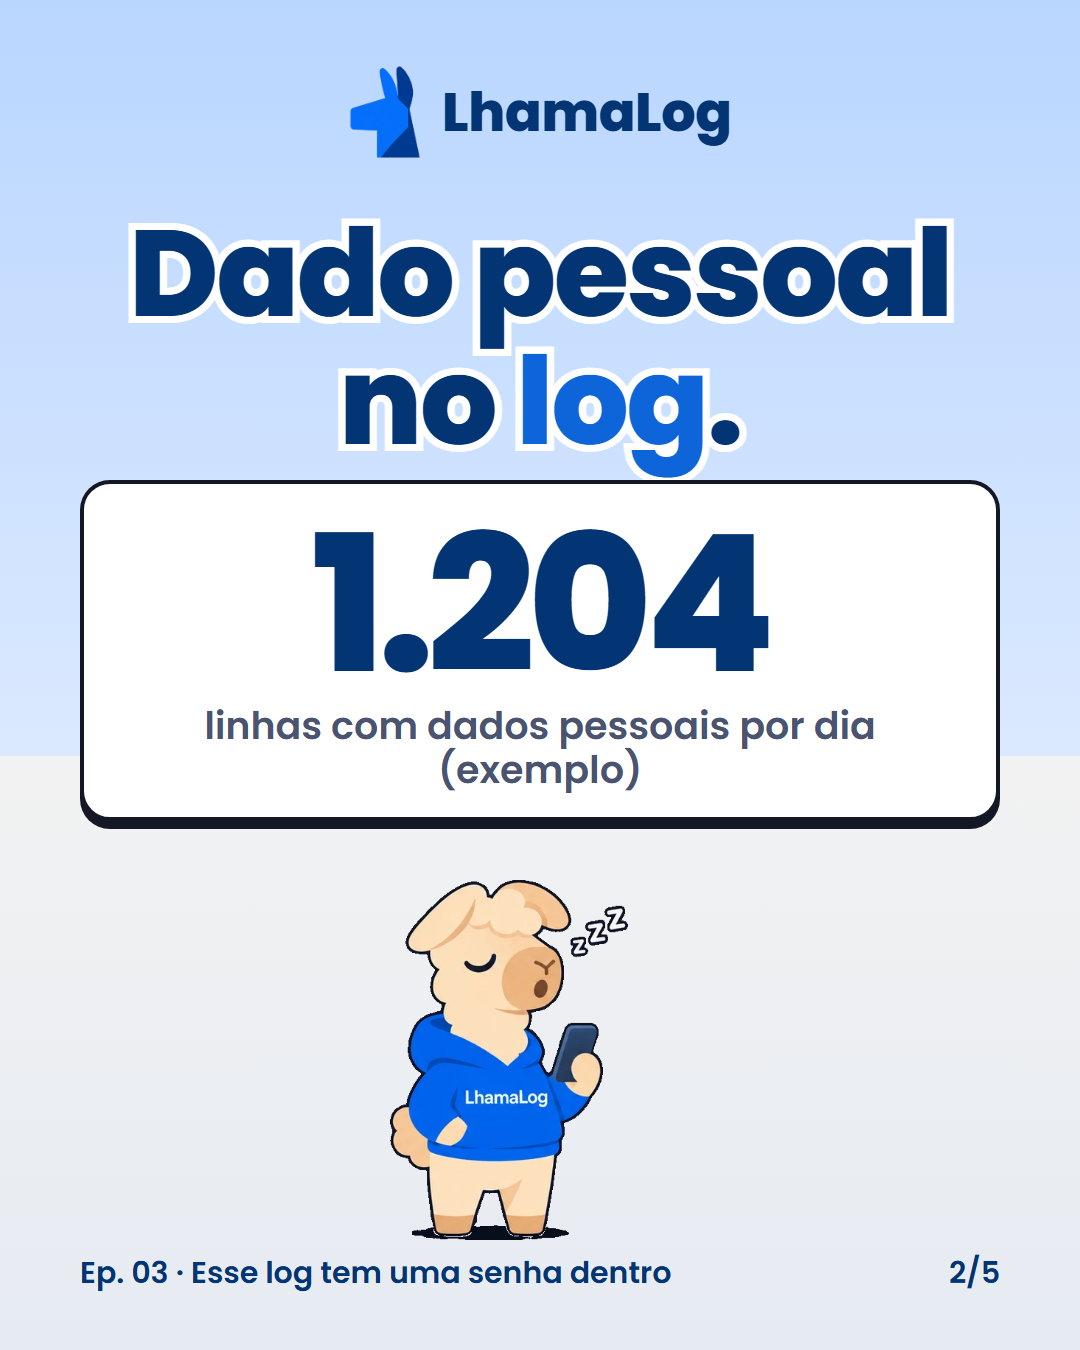 LhamaLog
Dado pessoal
no log.
1.204
linhas com dados pessoais por dia
(exemplo)
zzz
LhamaLog
Ep. 03 · Esse log tem uma senha dentro
2/5